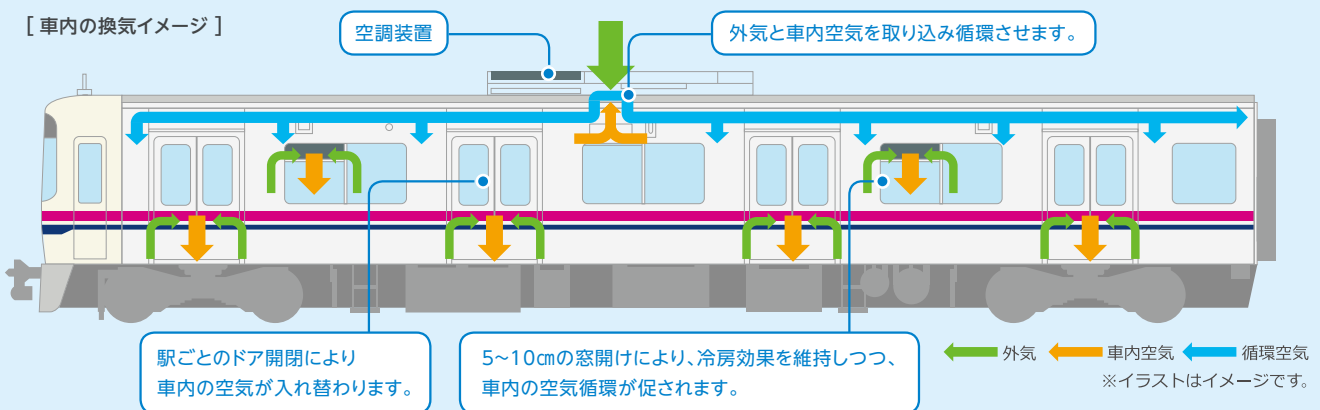 [ 車内の換気イメージ ]
空調装置
外気と車内空気を取り込み循環させます。
駅ごとのドア開閉により
車内の空気が入れ替わります。
5~10㎝の窓開けにより、冷房効果を維持しつつ、
車内の空気循環が促されます。
外気
車内空気
循環空気
※イラストはイメージです。